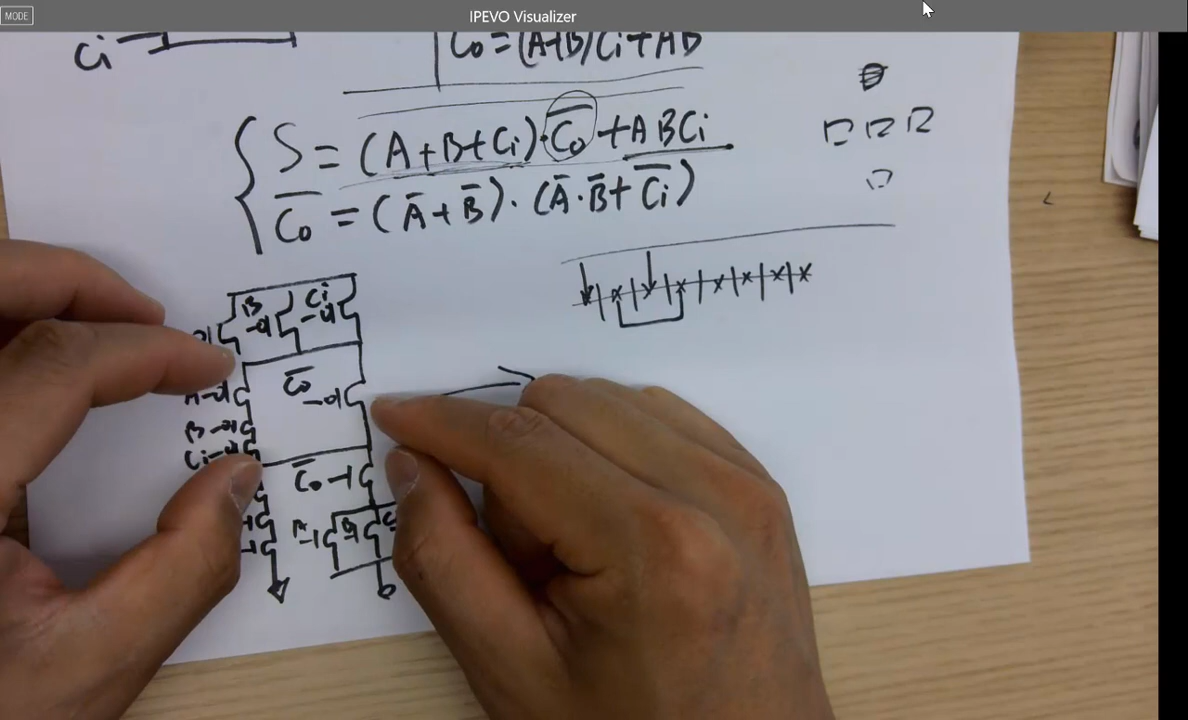 MODE
IPEVO Visualizer
Ci
Co=(A+B)Ci+AB
S = (A+B+Ci)·C̅o̅ + ABCi
C̅o̅ = (A̅+B̅)·(A̅·B̅+C̅i̅)
B Ci
A C̅o̅
B
Ci C̅o̅
A B